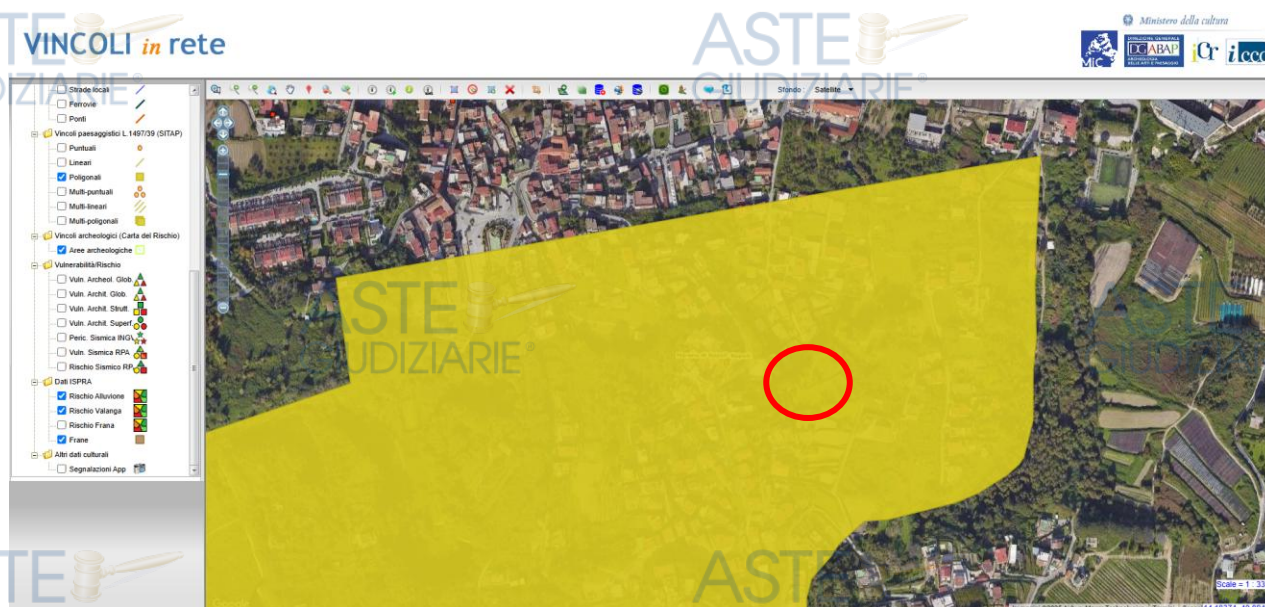 ASTE
GIUDIZIARIE®
VINCOLI in rete
Ministero della cultura
MiC
DIREZIONE GENERALE
DGABAP
iCr
iccd
Sfondo: Satellite
Strade locali
Ferrovie
Ponti
Vincoli paesaggistici L.1497/39 (SITAP)
Puntuali
Lineari
Poligonali
Multi-puntuali
Multi-lineari
Multi-poligonali
Vincoli archeologici (Carta del Rischio)
Aree archeologiche
Vulnerabilità/Rischio
Vuln. Archeol. Glob.
Vuln. Archit. Glob.
Vuln. Archit. Strutt.
Vuln. Archit. Superf.
Peric. Sismica INGV
Vuln. Sismica RPA
Rischio Sismico RP
Dati ISPRA
Rischio Alluvione
Rischio Valanga
Rischio Frana
Frane
Altri dati culturali
Segnalazioni App
ASTE
GIUDIZIARIE®
ASTE
ASTE
Scale = 1 : 33